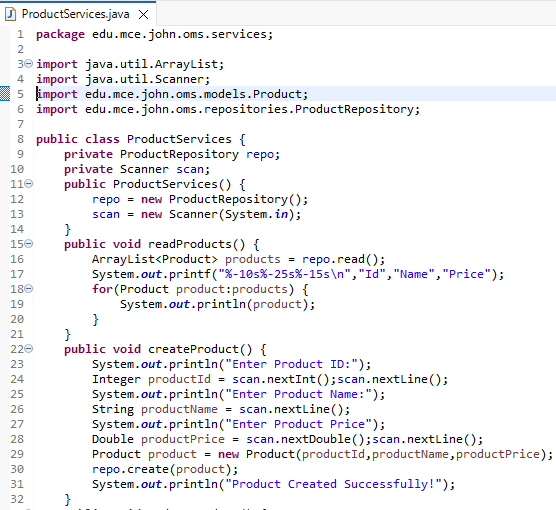 ProductServices.java
1 package edu.mce.john.oms.services;
2
3 import java.util.ArrayList;
4 import java.util.Scanner;
5 import edu.mce.john.oms.models.Product;
6 import edu.mce.john.oms.repositories.ProductRepository;
7
8 public class ProductServices {
9     private ProductRepository repo;
10     private Scanner scan;
11     public ProductServices() {
12         repo = new ProductRepository();
13         scan = new Scanner(System.in);
14     }
15     public void readProducts() {
16         ArrayList<Product> products = repo.read();
17         System.out.printf("%-10s%-25s%-15s\n","Id","Name","Price");
18         for(Product product:products) {
19             System.out.println(product);
20         }
21     }
22     public void createProduct() {
23         System.out.println("Enter Product ID:");
24         Integer productId = scan.nextInt();scan.nextLine();
25         System.out.println("Enter Product Name:");
26         String productName = scan.nextLine();
27         System.out.println("Enter Product Price");
28         Double productPrice = scan.nextDouble();scan.nextLine();
29         Product product = new Product(productId,productName,productPrice);
30         repo.create(product);
31         System.out.println("Product Created Successfully!");
32     }